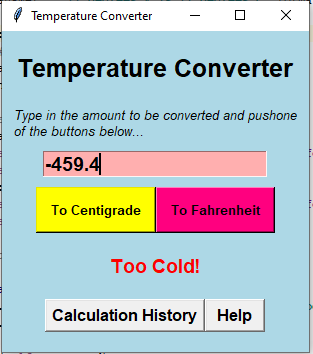 Temperature Converter
Temperature Converter
Type in the amount to be converted and pushone
of the buttons below...
-459.4
To Centigrade To Fahrenheit
Too Cold!
Calculation History Help